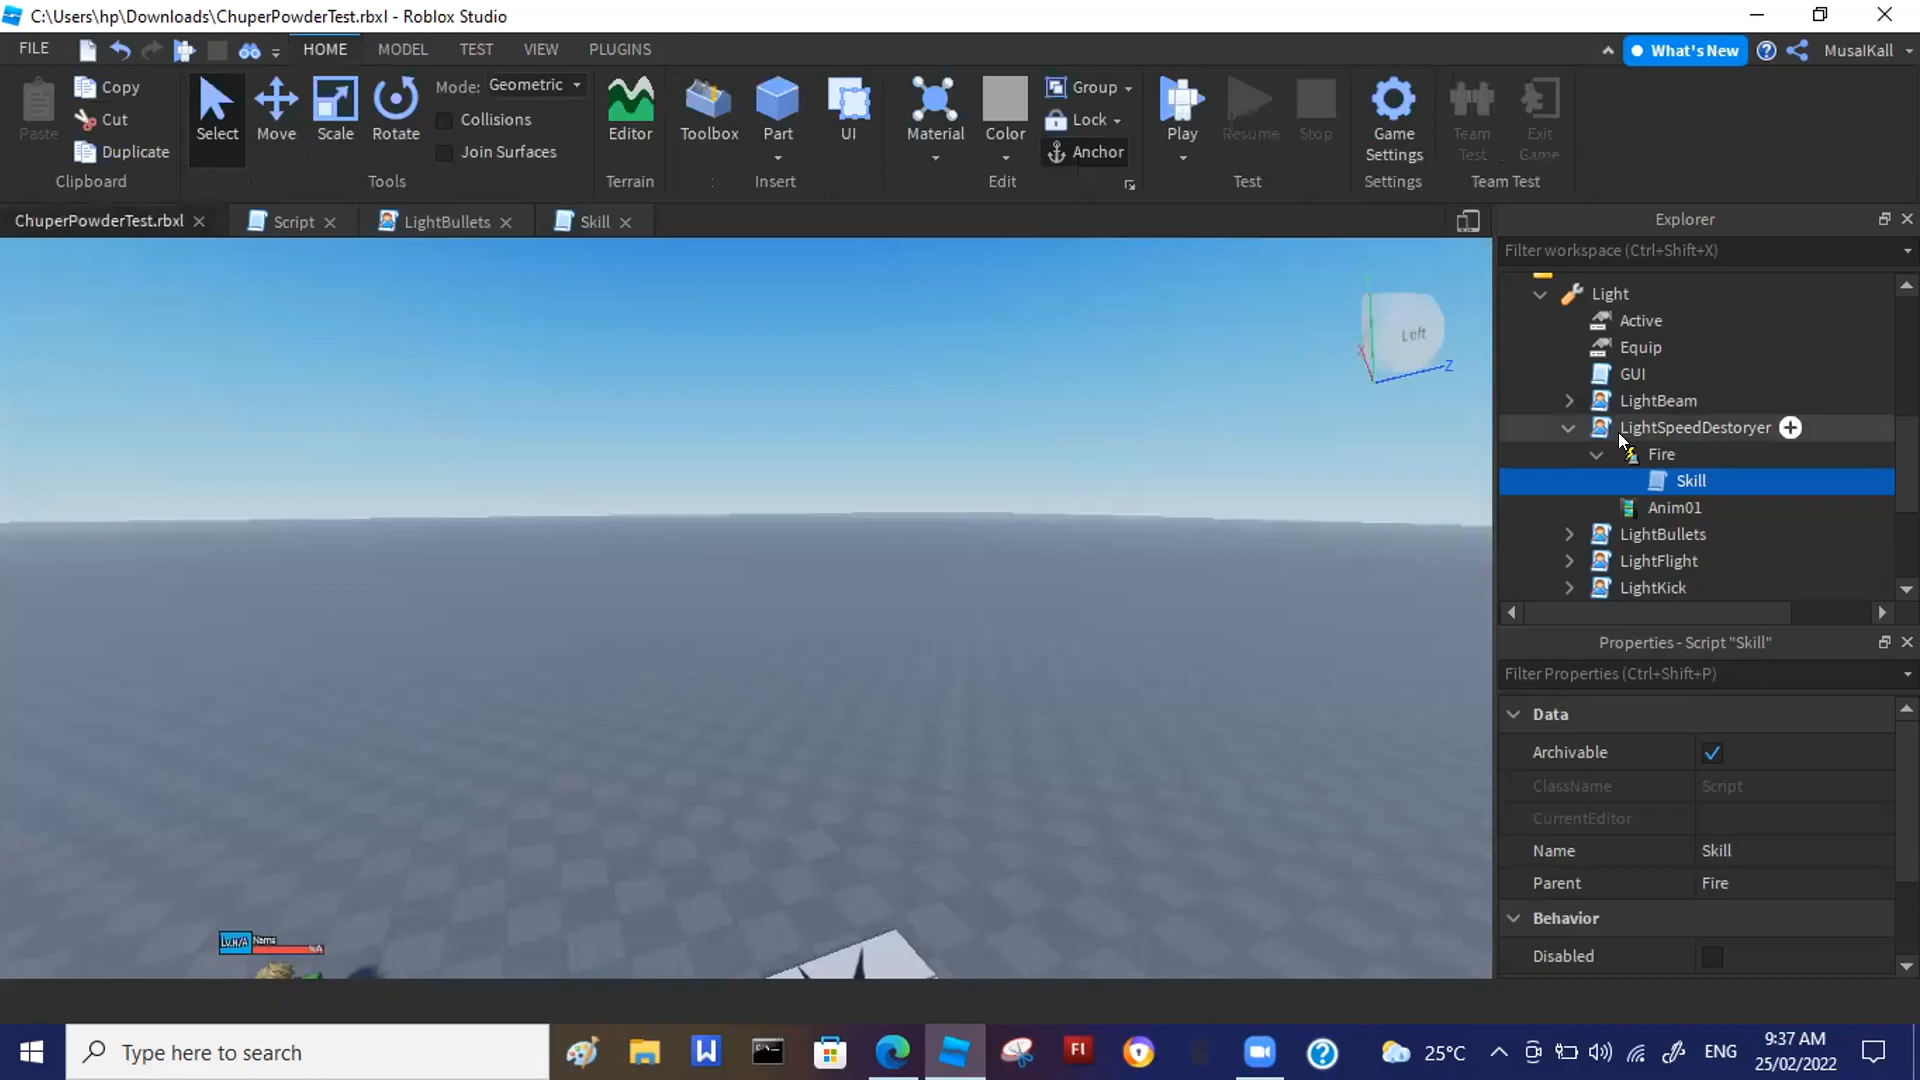 C:\Users\hp\Downloads\ChuperPowderTest.rbxl - Roblox Studio
FILE HOME MODEL TEST VIEW PLUGINS What's New MusaIKall
Copy
Cut
Duplicate
Paste
Clipboard
Select Move Scale Rotate
Mode: Geometric
Collisions
Join Surfaces
Tools
Editor
Terrain
Toolbox Part UI
Insert
Material Color
Group
Lock
Anchor
Edit
Play Resume Stop
Test
Game Settings
Settings
Team Test
Exit Game
Team Test
ChuperPowderTest.rbxl Script LightBullets Skill
Left
X
Z
Lv.N/A Name
N/A
Explorer
Filter workspace (Ctrl+Shift+X)
Light
Active
Equip
GUI
LightBeam
LightSpeedDestoryer
Fire
Skill
Anim01
LightBullets
LightFlight
LightKick
Properties - Script "Skill"
Filter Properties (Ctrl+Shift+P)
Data
Archivable
ClassName Script
CurrentEditor
Name Skill
Parent Fire
Behavior
Disabled
Type here to search
W
Fl
25°C
ENG
9:37 AM
25/02/2022